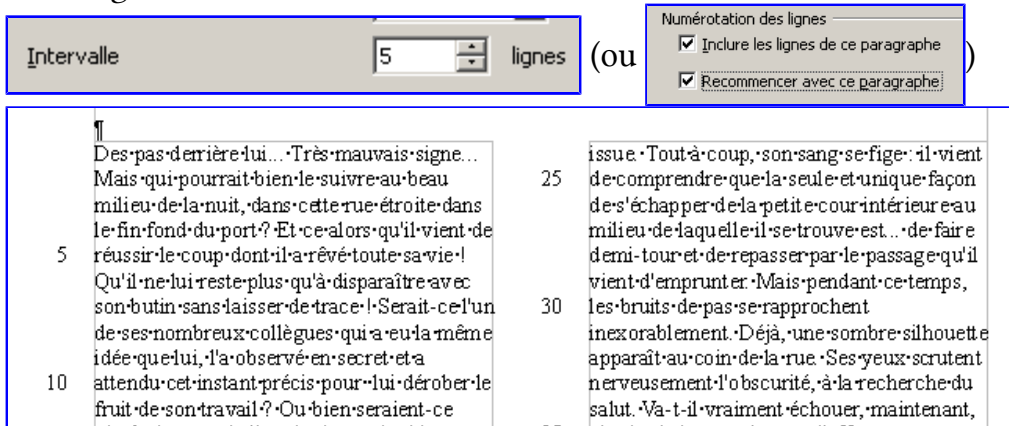 Intervalle 5 lignes (ou
Numérotation des lignes
Inclure les lignes de ce paragraphe
Recommencer avec ce paragraphe
)
¶
Des·pas·derrière·lui...·Très·mauvais·signe...
Mais·qui·pourrait·bien·le·suivre·au·beau
milieu·de·la·nuit,·dans·cette·rue·étroite·dans
le·fin·fond·du·port·?·Et·ce·alors·qu'il·vient·de
5 réussir·le·coup·dont·il·a·rêvé·toute·sa·vie·!
Qu'il·ne·lui·reste·plus·qu'à·disparaître·avec
son·butin·sans·laisser·de·trace·!·Serait-ce·l'un
de·ses·nombreux·collègues·qui·a·eu·la·même
idée·que·lui,·l'a·observé·en·secret·et·a
10 attendu·cet·instant·précis·pour··lui·dérober·le
fruit·de·son·travail·?·Ou·bien·seraient-ce
issue.·Tout·à·coup,·son·sang·se·fige·:·il·vient
25 de·comprendre·que·la·seule·et·unique·façon
de·s'échapper·de·la·petite·cour·intérieure·au
milieu·de·laquelle·il·se·trouve·est...·de·faire
demi-tour·et·de·repasser·par·le·passage·qu'il
vient·d'emprunter.·Mais·pendant·ce·temps,
30 les·bruits·de·pas·se·rapprochent
inexorablement.·Déjà,·une·sombre·silhouette
apparaît·au·coin·de·la·rue.·Ses·yeux·scrutent
nerveusement·l'obscurité,·à·la·recherche·du
salut.·Va-t-il·vraiment·échouer,·maintenant,